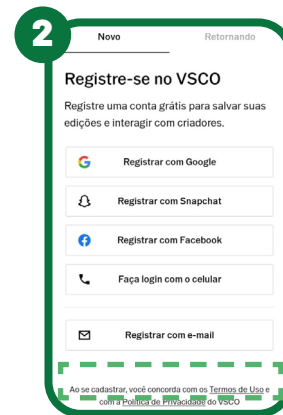 2
Novo
Retornando
Registre-se no VSCO
Registre uma conta grátis para salvar suas
edições e interagir com criadores.
Registrar com Google
Registrar com Snapchat
Registrar com Facebook
Faça login com o celular
Registrar com e-mail
Ao se cadastrar, você concorda com os Termos de Uso e
com a Política de Privacidade do VSCO